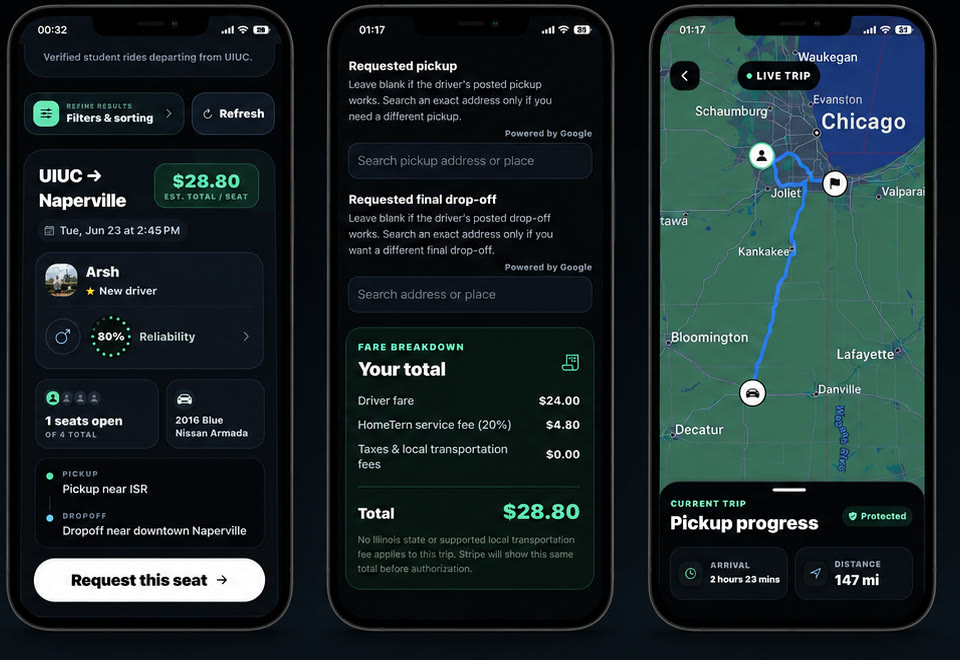 00:32
Verified student rides departing from UIUC.
REFINE RESULTS
Filters & sorting
Refresh
UIUC →
Naperville
$28.80
EST. TOTAL / SEAT
Tue, Jun 23 at 2:45 PM
Arsh
★ New driver
80%
Reliability
1 seats open
OF 4 TOTAL
2016 Blue
Nissan Armada
PICKUP
Pickup near ISR
DROPOFF
Dropoff near downtown Naperville
Request this seat →
01:17
Requested pickup
Leave blank if the driver's posted pickup
works. Search an exact address only if you
need a different pickup.
Powered by Google
Search pickup address or place
Requested final drop-off
Leave blank if the driver's posted drop-off
works. Search an exact address only if you
want a different final drop-off.
Powered by Google
Search address or place
FARE BREAKDOWN
Your total
Driver fare $24.00
HomeTern service fee (20%) $4.80
Taxes & local transportation
fees $0.00
Total $28.80
No Illinois state or supported local transportation
fee applies to this trip. Stripe will show this same
total before authorization.
01:17
LIVE TRIP
Waukegan
Schaumburg
Evanston
Chicago
Joliet
Valparai
tawa
Kankakee
Bloomington
Lafayette
Danville
Decatur
CURRENT TRIP
Pickup progress
Protected
ARRIVAL
2 hours 23 mins
DISTANCE
147 mi